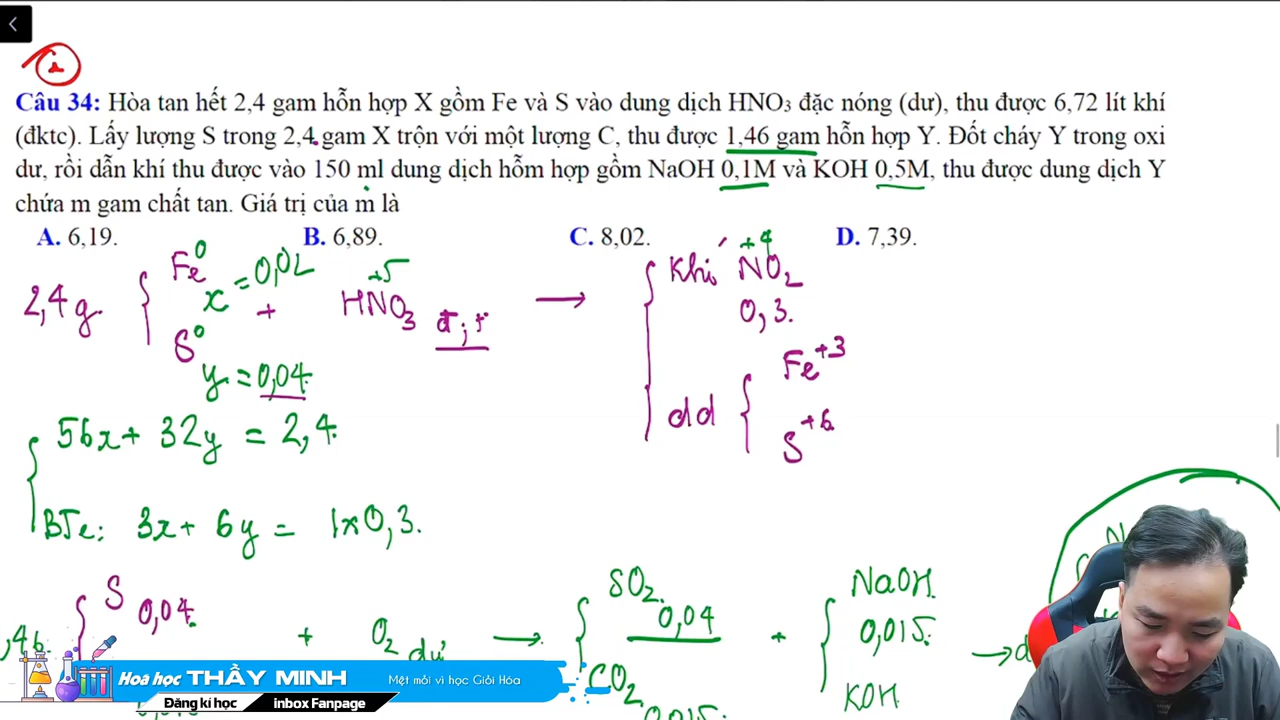 Câu 34: Hòa tan hết 2,4 gam hỗn hợp X gồm Fe và S vào dung dịch HNO₃ đặc nóng (dư), thu được 6,72 lít khí
(đktc). Lấy lượng S trong 2,4 gam X trộn với một lượng C, thu được 1,46 gam hỗn hợp Y. Đốt cháy Y trong oxi
dư, rồi dẫn khí thu được vào 150 ml dung dịch hỗm hợp gồm NaOH 0,1M và KOH 0,5M, thu được dung dịch Y
chứa m gam chất tan. Giá trị của m là
A. 6,19. B. 6,89. C. 8,02. D. 7,39.
2,4g
Fe⁰
x = 0,02
S⁰
y = 0,04
+
HNO₃ đ, t
+5
→
Khí NO₂
+4
0,3.
dd
Fe⁺³
S⁺⁶
56x + 32y = 2,4
BTe: 3x + 6y = 1x0,3.
S 0,04
+ O₂ dư →
SO₂ 0,04
CO₂
0,015
+
NaOH
0,015
KOH
→
Hoá học THẦY MINH
Mệt mỏi vì học Giỏi Hóa
Đăng kí học
inbox Fanpage